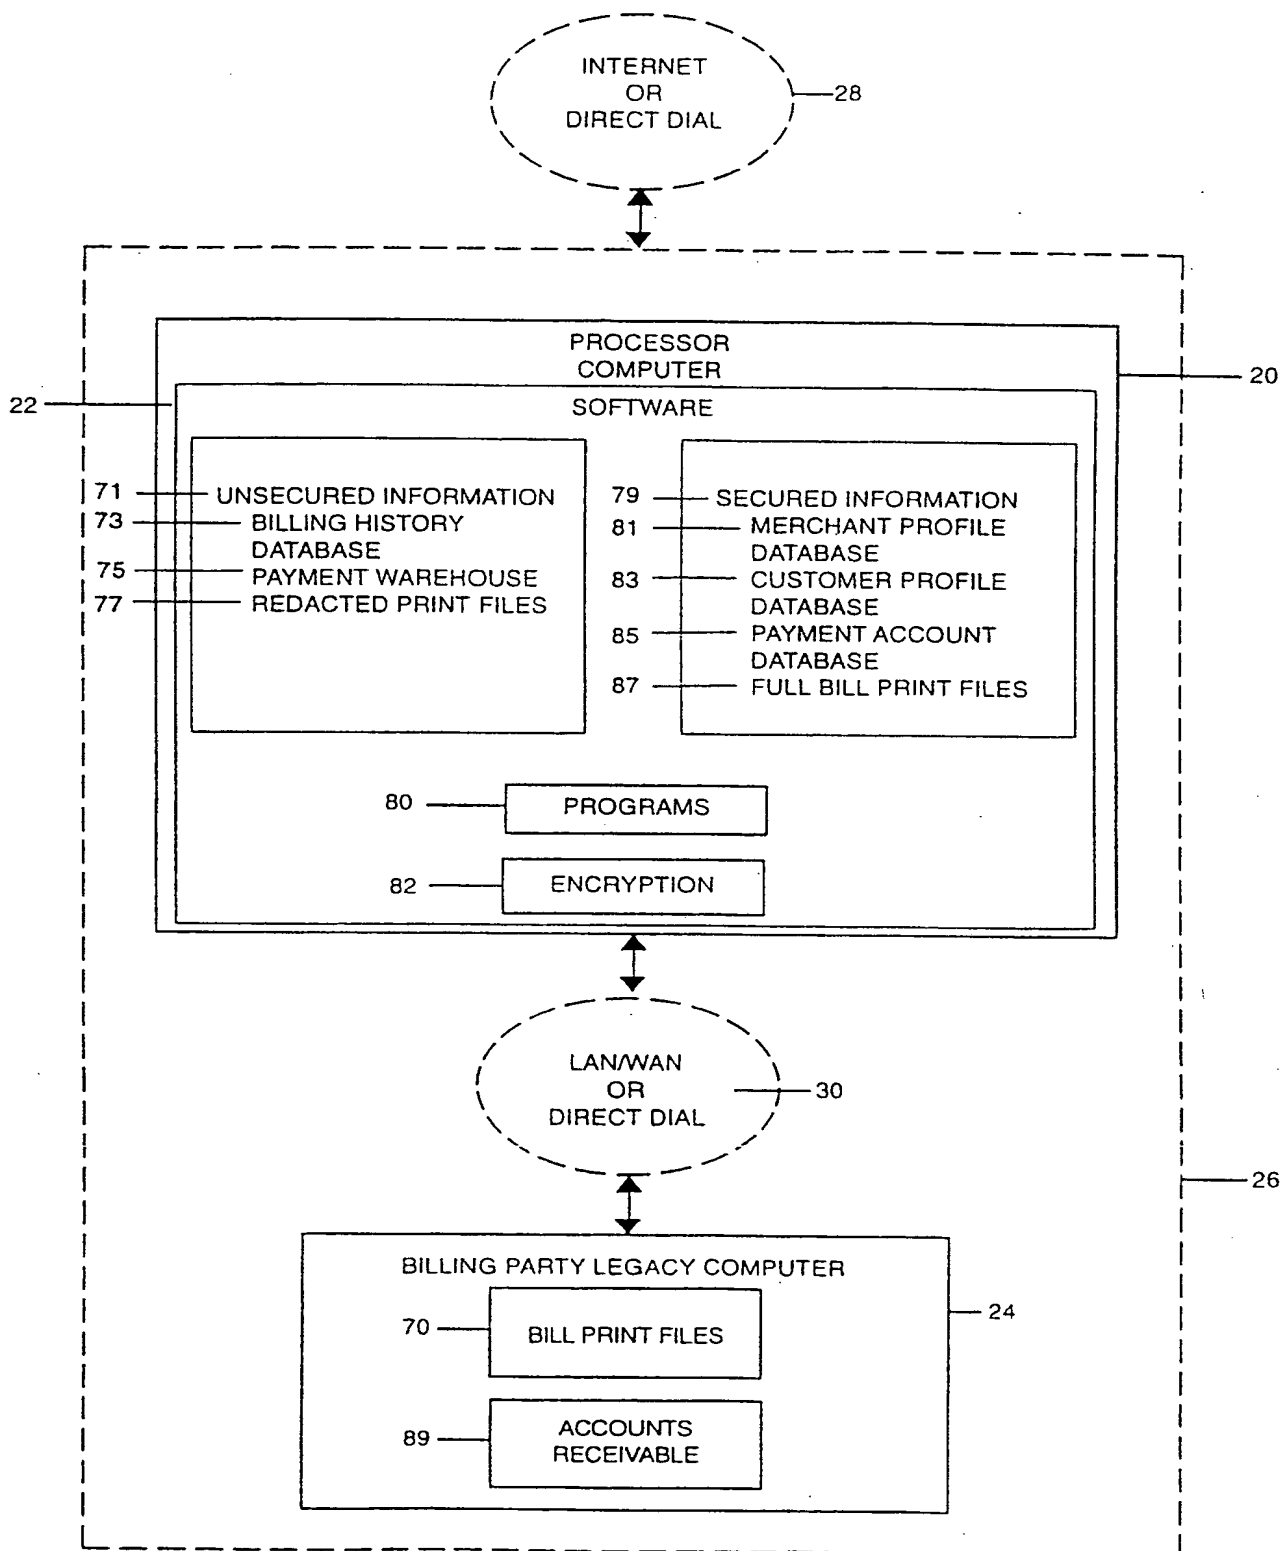 INTERNET
OR
DIRECT DIAL
28
PROCESSOR
COMPUTER
20
22
SOFTWARE
71 UNSECURED INFORMATION
73 BILLING HISTORY
DATABASE
75 PAYMENT WAREHOUSE
77 REDACTED PRINT FILES
79 SECURED INFORMATION
81 MERCHANT PROFILE
DATABASE
83 CUSTOMER PROFILE
DATABASE
85 PAYMENT ACCOUNT
DATABASE
87 FULL BILL PRINT FILES
80 PROGRAMS
82 ENCRYPTION
LAN/WAN
OR
DIRECT DIAL
30
26
BILLING PARTY LEGACY COMPUTER
24
70 BILL PRINT FILES
89 ACCOUNTS
RECEIVABLE